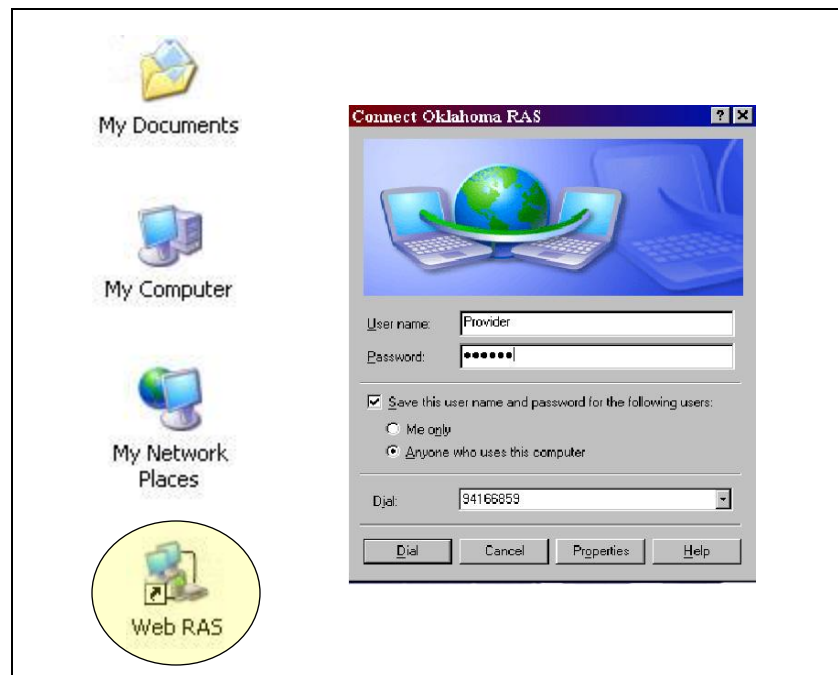 My Documents
My Computer
My Network
Places
Web RAS
Connect Oklahoma RAS
User name: Provider
Password: ●●●●●●
Save this user name and password for the following users:
Me only
Anyone who uses this computer
Dial: 94166859
Dial Cancel Properties Help